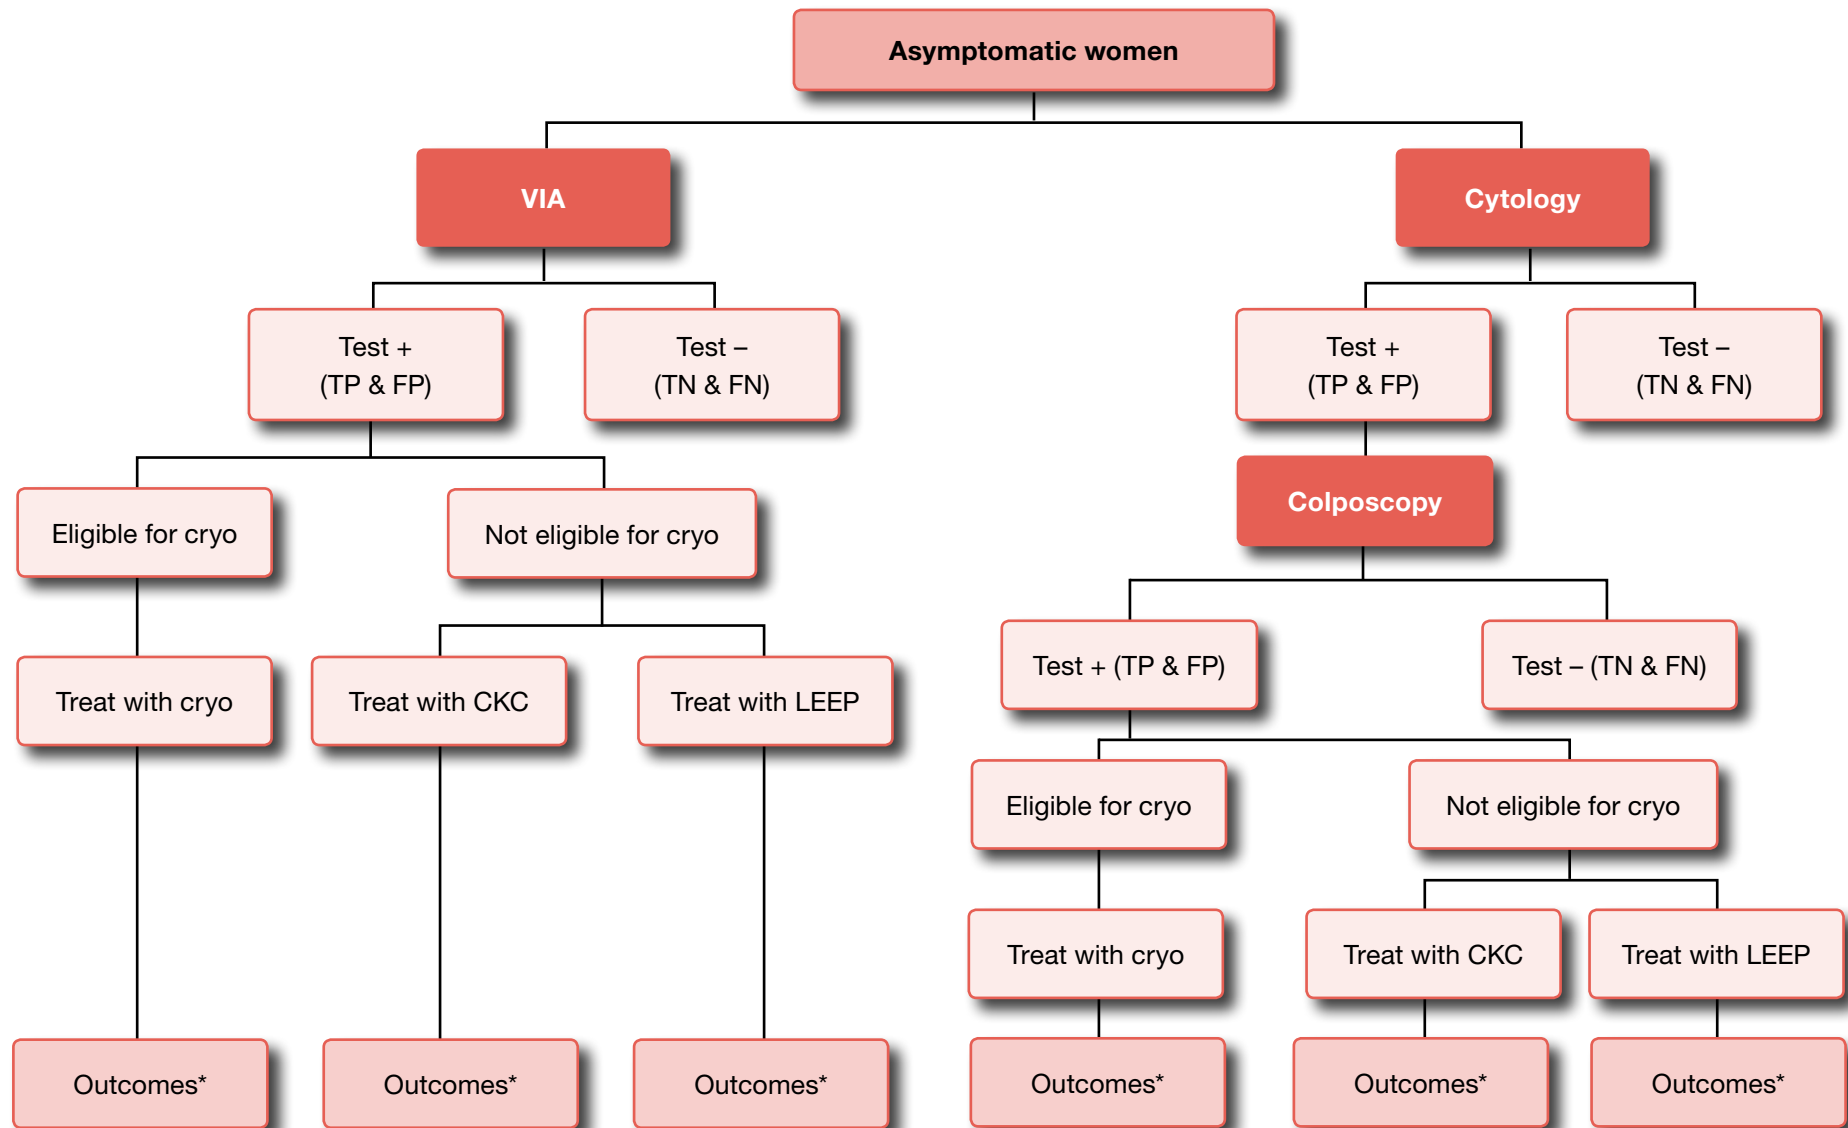 Asymptomatic women
VIA
Cytology
Test +
(TP & FP)
Test –
(TN & FN)
Test +
(TP & FP)
Test –
(TN & FN)
Colposcopy
Eligible for cryo
Not eligible for cryo
Test + (TP & FP)
Test – (TN & FN)
Treat with cryo
Treat with CKC
Treat with LEEP
Eligible for cryo
Not eligible for cryo
Treat with cryo
Treat with CKC
Treat with LEEP
Outcomes*
Outcomes*
Outcomes*
Outcomes*
Outcomes*
Outcomes*